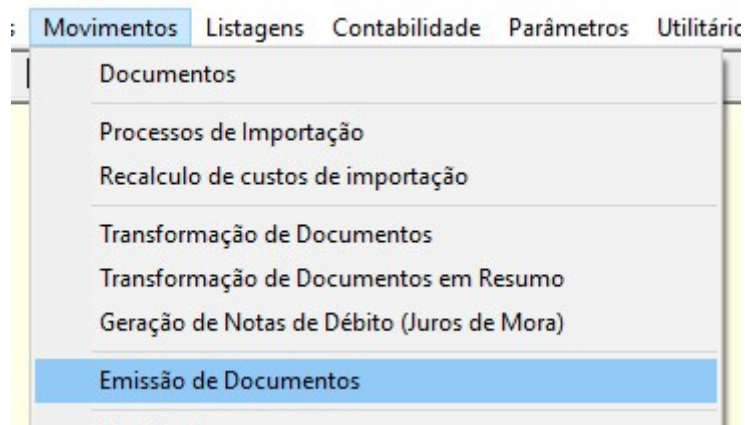 Movimentos Listagens Contabilidade Parâmetros
Documentos
Processos de Importação
Recalculo de custos de importação
Transformação de Documentos
Transformação de Documentos em Resumo
Geração de Notas de Débito (Juros de Mora)
Emissão de Documentos